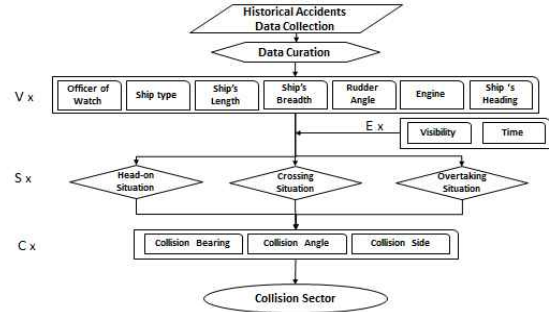 Historical Accidents
Data Collection
Data Curation
V x
Officer of
Watch
Ship type
Ship's
Length
Ship's
Breadth
Rudder
Angle
Engine
Ship 's
Heading
E x
Visibility
Time
S x
Head-on
Situation
Crossing
Situation
Overtaking
Situation
C x
Collision Bearing
Collision Angle
Collision Side
Collision Sector